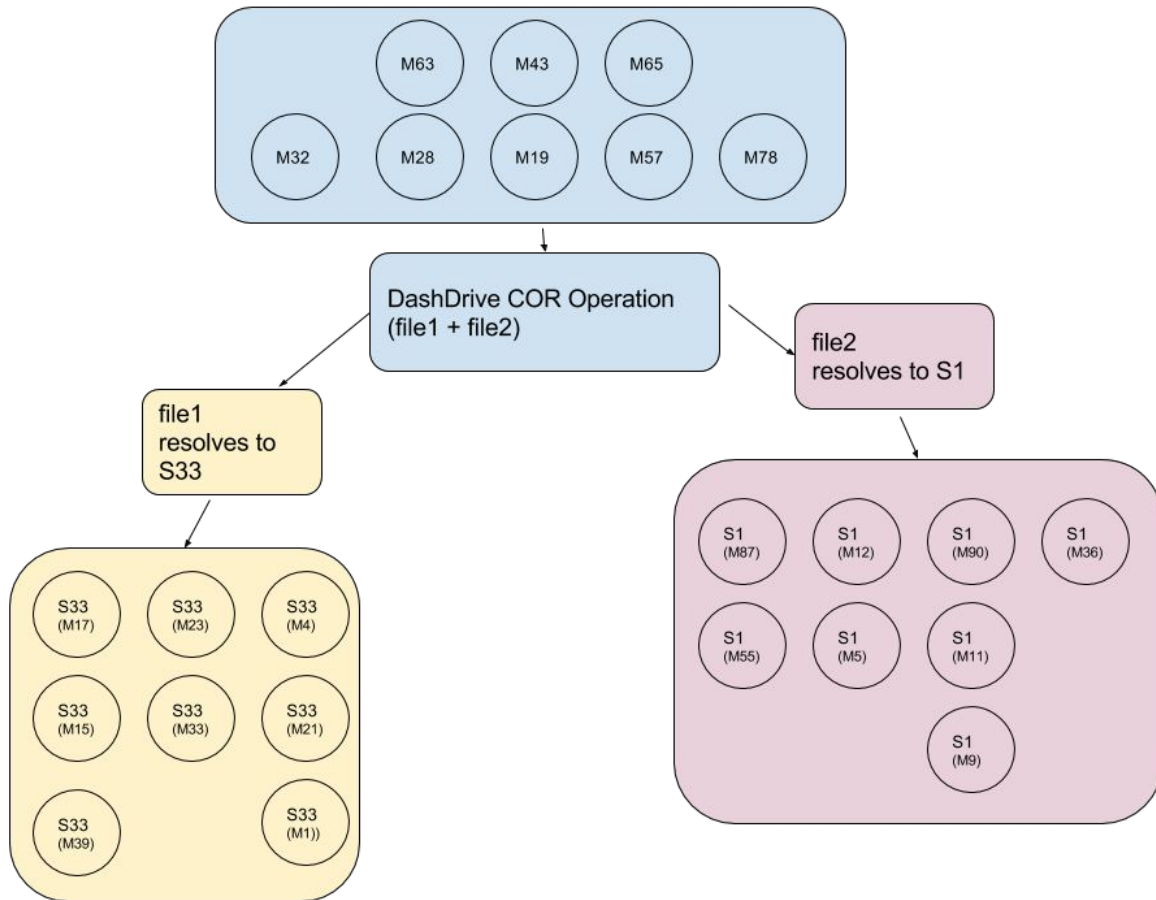 M63
M43
M65
M32
M28
M19
M57
M78
DashDrive COR Operation
(file1 + file2)
file2
resolves to S1
file1
resolves to
S33
S1
(M87)
S1
(M12)
S1
(M90)
S1
(M36)
S1
(M55)
S1
(M5)
S1
(M11)
S1
(M9)
S33
(M17)
S33
(M23)
S33
(M4)
S33
(M15)
S33
(M33)
S33
(M21)
S33
(M39)
S33
(M1))